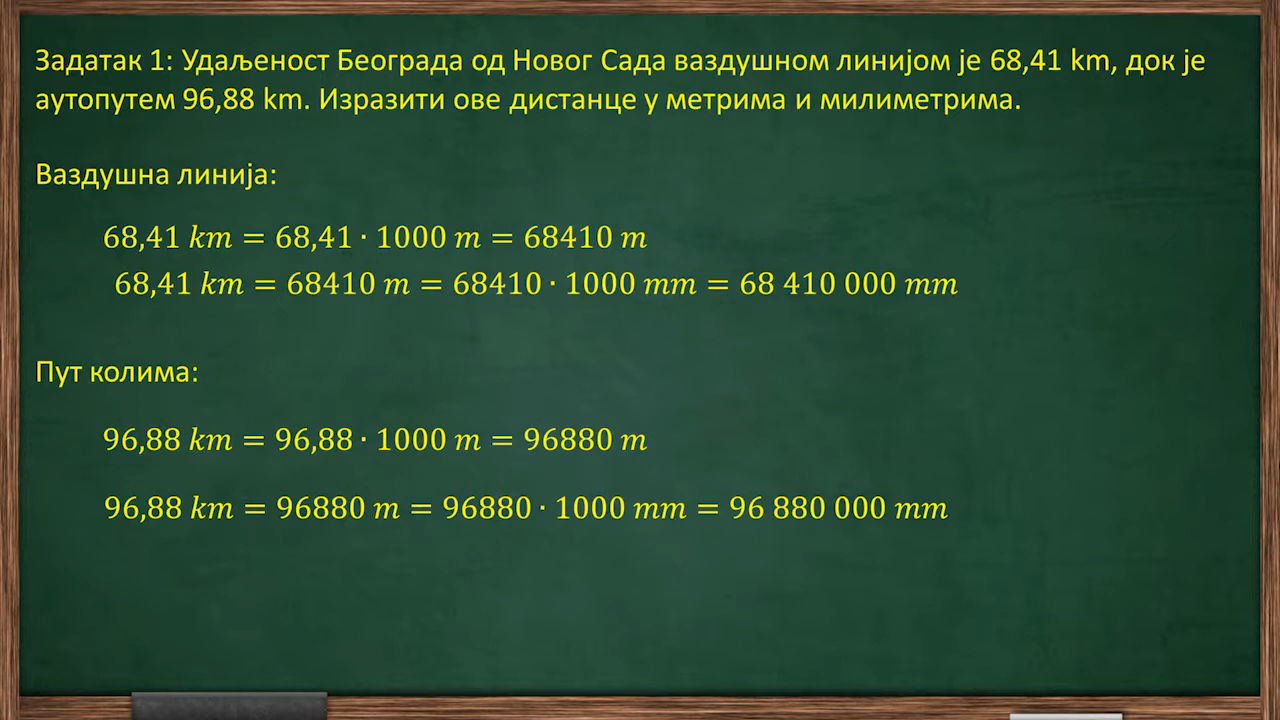 Задатак 1: Удаљеност Београда од Новог Сада ваздушном линијом је 68,41 km, док је
аутопутем 96,88 km. Изразити ове дистанце у метрима и милиметрима.
Ваздушна линија:
68,41 km = 68,41 · 1000 m = 68410 m
68,41 km = 68410 m = 68410 · 1000 mm = 68 410 000 mm
Пут колима:
96,88 km = 96,88 · 1000 m = 96880 m
96,88 km = 96880 m = 96880 · 1000 mm = 96 880 000 mm